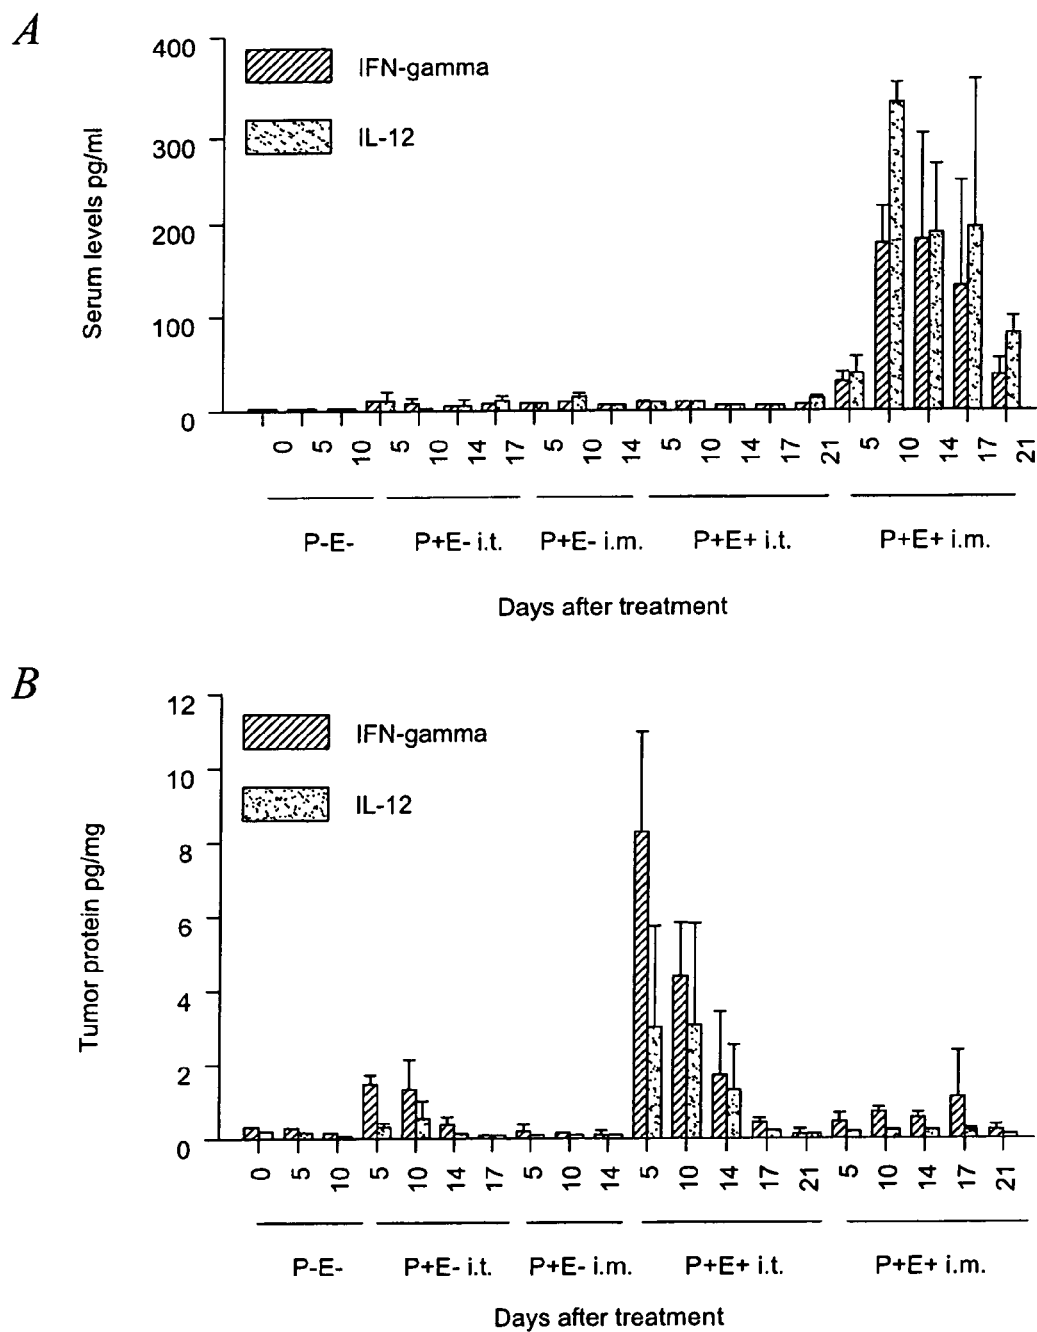 A
400
IFN-gamma
300
IL-12
200
100
0
Serum levels pg/ml
0 5 10 5 10 14 17 5 10 14 5 10 14 17 21 5 10 14 17 21
P-E- P+E- i.t. P+E- i.m. P+E+ i.t. P+E+ i.m.
Days after treatment
B
12
IFN-gamma
10
IL-12
8
6
4
2
0
Tumor protein pg/mg
0 5 10 5 10 14 17 5 10 14 5 10 14 17 21 5 10 14 17 21
P-E- P+E- i.t. P+E- i.m. P+E+ i.t. P+E+ i.m.
Days after treatment